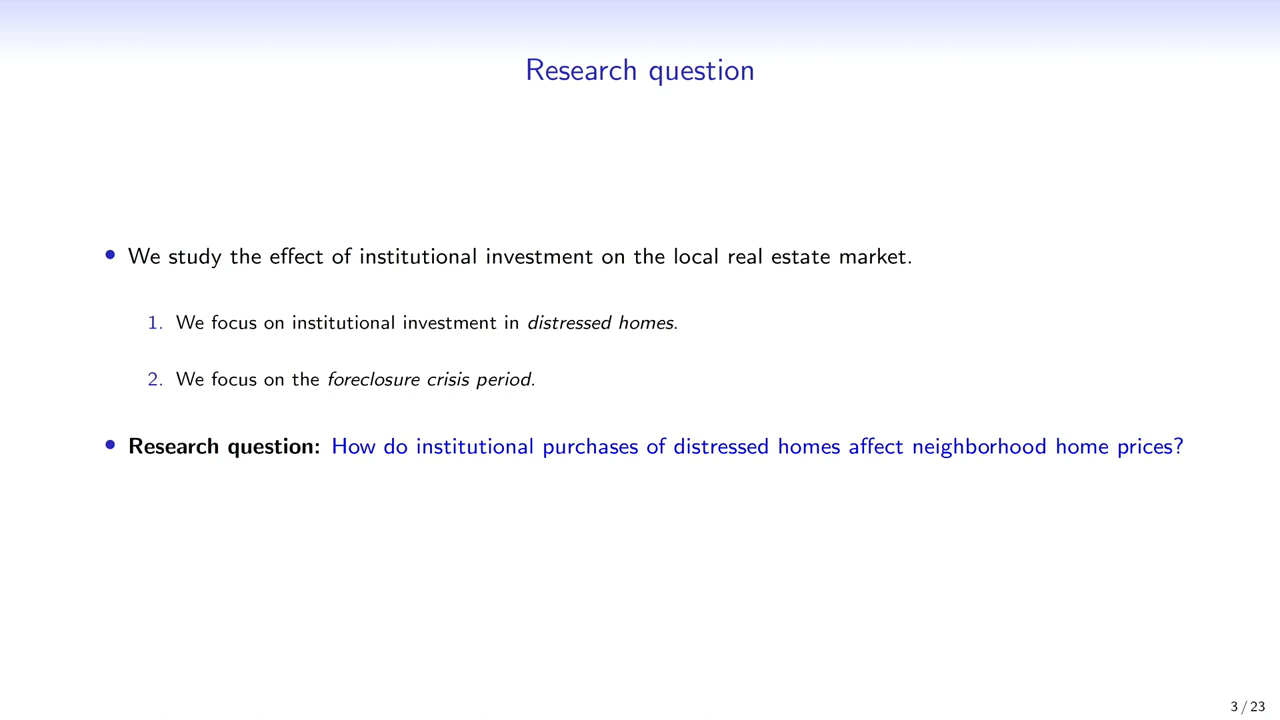 Research question
• We study the effect of institutional investment on the local real estate market.
1. We focus on institutional investment in distressed homes.
2. We focus on the foreclosure crisis period.
• Research question: How do institutional purchases of distressed homes affect neighborhood home prices?
3 / 23